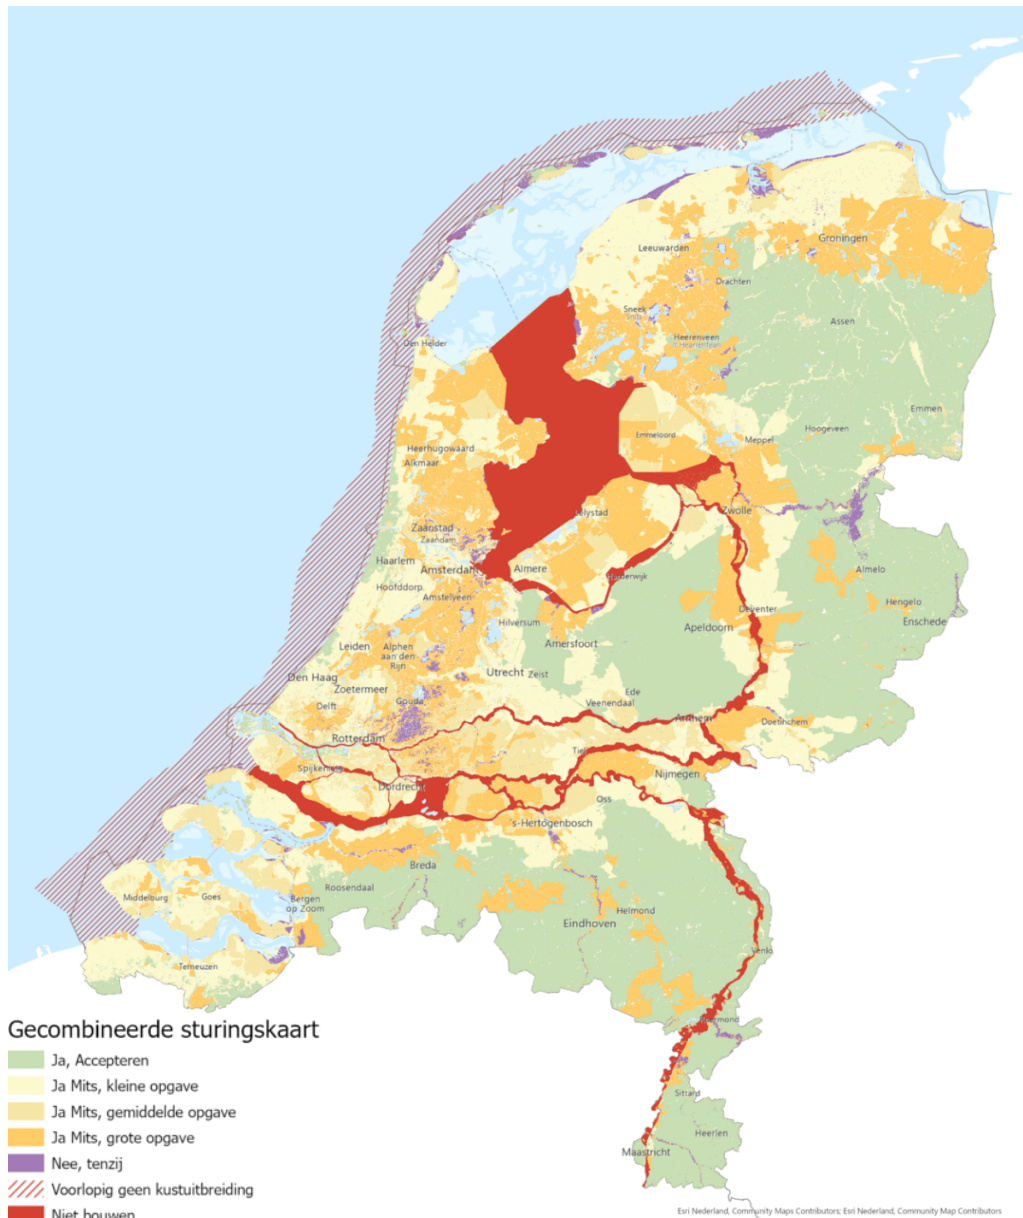 Groningen
Leeuwarden
Drachten
Sneek
Snits
Assen
Heerenveen
Den Helder
Emmen
Hoogeveen
Emmeloord
Meppel
Heerhugowaard
Alkmaar
Lelystad
Zwolle
Zaanstad
Zaandam
Haarlem
Amsterdam
Almere
Harderwijk
Almelo
Hoofddorp
Amstelveen
Hengelo
Deventer
Enschede
Hilversum
Apeldoorn
Amersfoort
Leiden
Alphen
aan den
Rijn
Den Haag
Utrecht
Zeist
Zoetermeer
Ede
Veenendaal
Gouda
Delft
Arnhem
Doetinchem
Rotterdam
Tiel
Spijkenisse
Nijmegen
Dordrecht
Oss
's-Hertogenbosch
Breda
Roosendaal
Middelburg
Goes
Bergen
op Zoom
Helmond
Eindhoven
Venlo
Terneuzen
Roermond
Sittard
Heerlen
Maastricht
Gecombineerde sturingskaart
Ja, Accepteren
Ja Mits, kleine opgave
Ja Mits, gemiddelde opgave
Ja Mits, grote opgave
Nee, tenzij
Voorlopig geen kustuitbreiding
Niet bouwen
Esri Nederland, Community Maps Contributors; Esri Nederland, Community Map Contributors